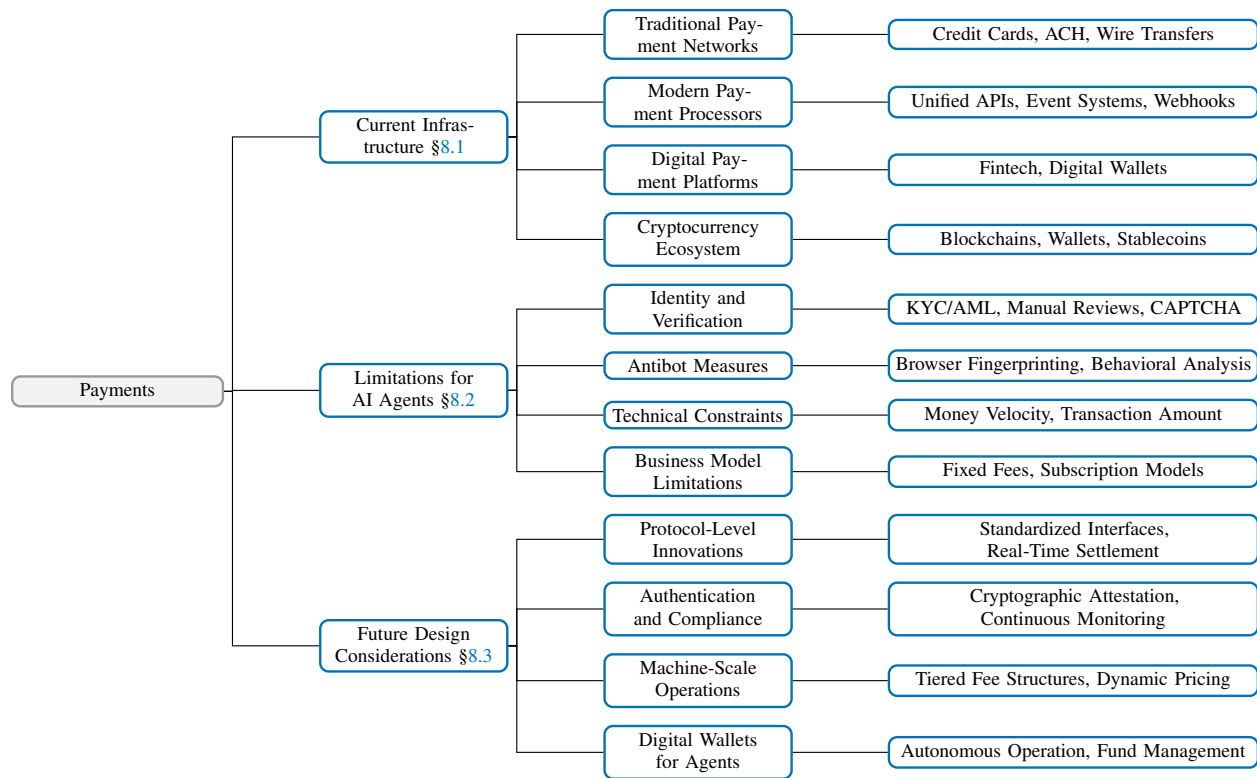 Payments
Current Infras-
tructure §8.1
Traditional Pay-
ment Networks
Credit Cards, ACH, Wire Transfers
Modern Pay-
ment Processors
Unified APIs, Event Systems, Webhooks
Digital Pay-
ment Platforms
Fintech, Digital Wallets
Cryptocurrency
Ecosystem
Blockchains, Wallets, Stablecoins
Limitations for
AI Agents §8.2
Identity and
Verification
KYC/AML, Manual Reviews, CAPTCHA
Antibot Measures
Browser Fingerprinting, Behavioral Analysis
Technical Constraints
Money Velocity, Transaction Amount
Business Model
Limitations
Fixed Fees, Subscription Models
Future Design
Considerations §8.3
Protocol-Level
Innovations
Standardized Interfaces,
Real-Time Settlement
Authentication
and Compliance
Cryptographic Attestation,
Continuous Monitoring
Machine-Scale
Operations
Tiered Fee Structures, Dynamic Pricing
Digital Wallets
for Agents
Autonomous Operation, Fund Management